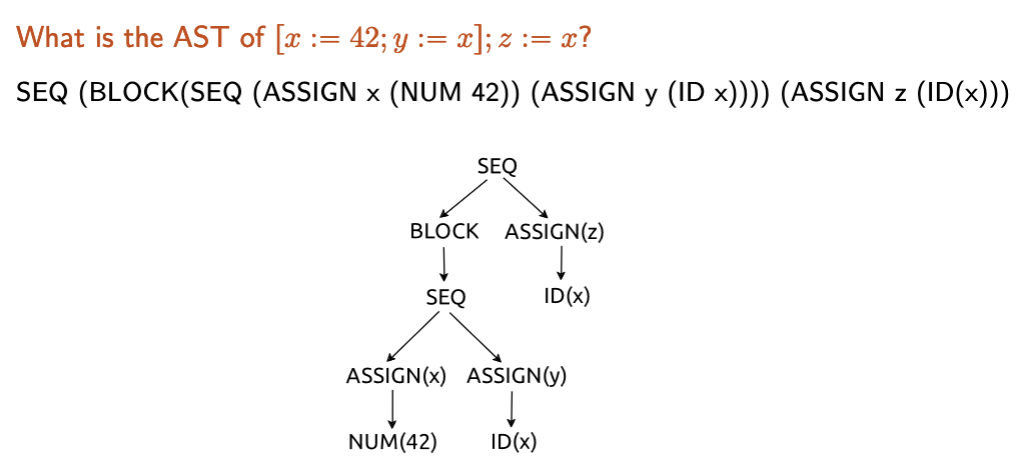 What is the AST of [x := 42; y := x]; z := x?
SEQ (BLOCK(SEQ (ASSIGN x (NUM 42)) (ASSIGN y (ID x)))) (ASSIGN z (ID(x)))
SEQ
BLOCK ASSIGN(z)
SEQ ID(x)
ASSIGN(x) ASSIGN(y)
NUM(42) ID(x)